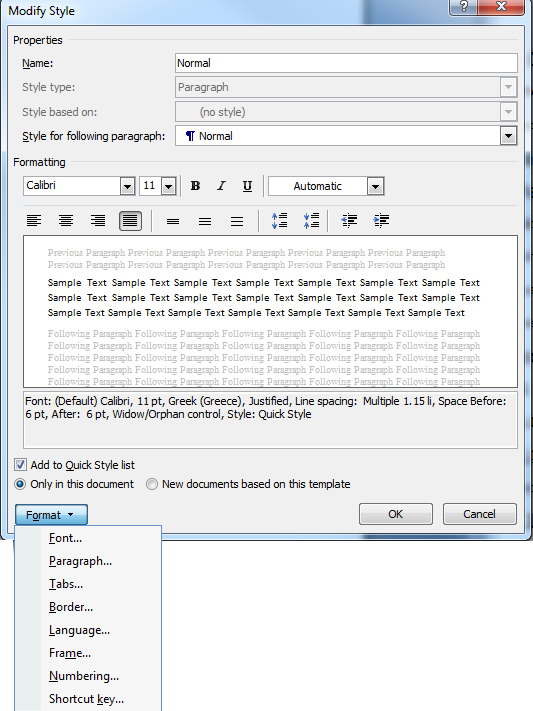 Modify Style
Properties
Name: Normal
Style type: Paragraph
Style based on: (no style)
Style for following paragraph: ¶ Normal
Formatting
Calibri 11 B I U Automatic
Previous Paragraph Previous Paragraph Previous Paragraph Previous Paragraph Previous Paragraph
Previous Paragraph Previous Paragraph Previous Paragraph Previous Paragraph Previous Paragraph
Sample Text Sample Text Sample Text Sample Text Sample Text Sample Text Sample Text
Sample Text Sample Text Sample Text Sample Text Sample Text Sample Text Sample Text
Sample Text Sample Text Sample Text Sample Text Sample Text Sample Text Sample Text
Following Paragraph Following Paragraph Following Paragraph Following Paragraph Following Paragraph
Following Paragraph Following Paragraph Following Paragraph Following Paragraph Following Paragraph
Following Paragraph Following Paragraph Following Paragraph Following Paragraph Following Paragraph
Following Paragraph Following Paragraph Following Paragraph Following Paragraph Following Paragraph
Following Paragraph Following Paragraph Following Paragraph Following Paragraph Following Paragraph
Font: (Default) Calibri, 11 pt, Greek (Greece), Justified, Line spacing: Multiple 1.15 li, Space Before:
6 pt, After: 6 pt, Widow/Orphan control, Style: Quick Style
Add to Quick Style list
Only in this document New documents based on this template
Format OK Cancel
Font...
Paragraph...
Tabs...
Border...
Language...
Frame...
Numbering...
Shortcut key...